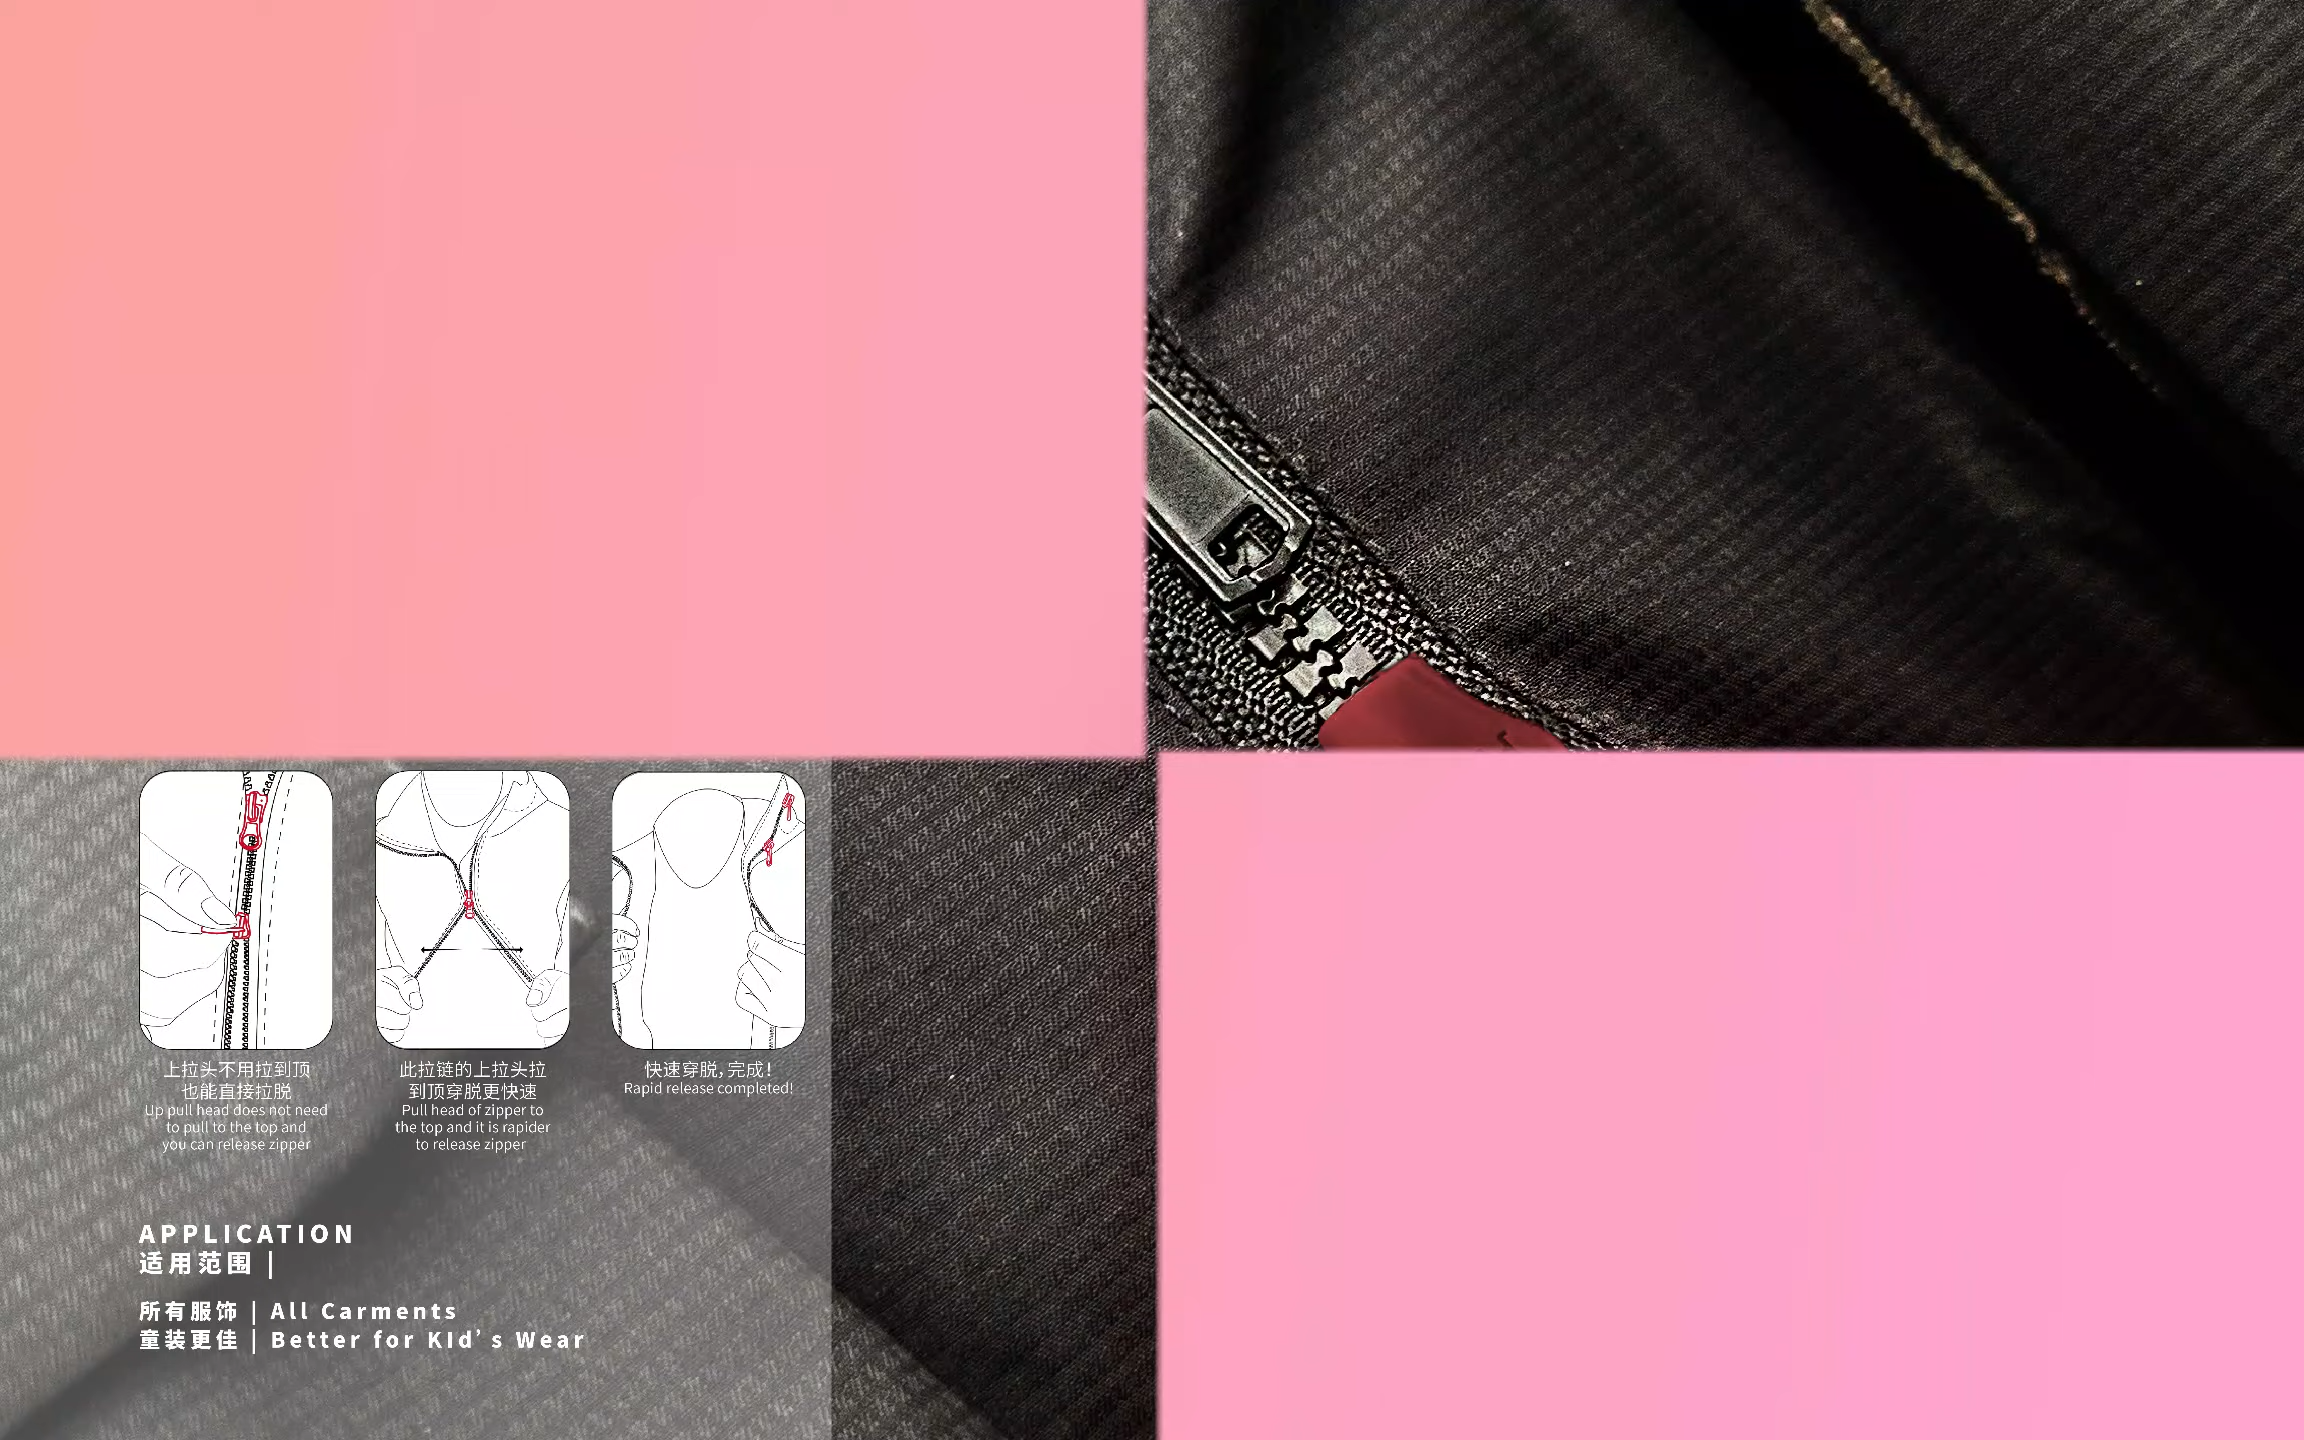 上拉头不用拉到顶
也能直接拉脱
Up pull head does not need
to pull to the top and
you can release zipper
此拉链的上拉头拉
到顶穿脱更快速
Pull head of zipper to
the top and it is rapider
to release zipper
快速穿脱，完成！
Rapid release completed!
APPLICATION
适用范围 |
所有服饰 | All Carments
童装更佳 | Better for KId’s Wear